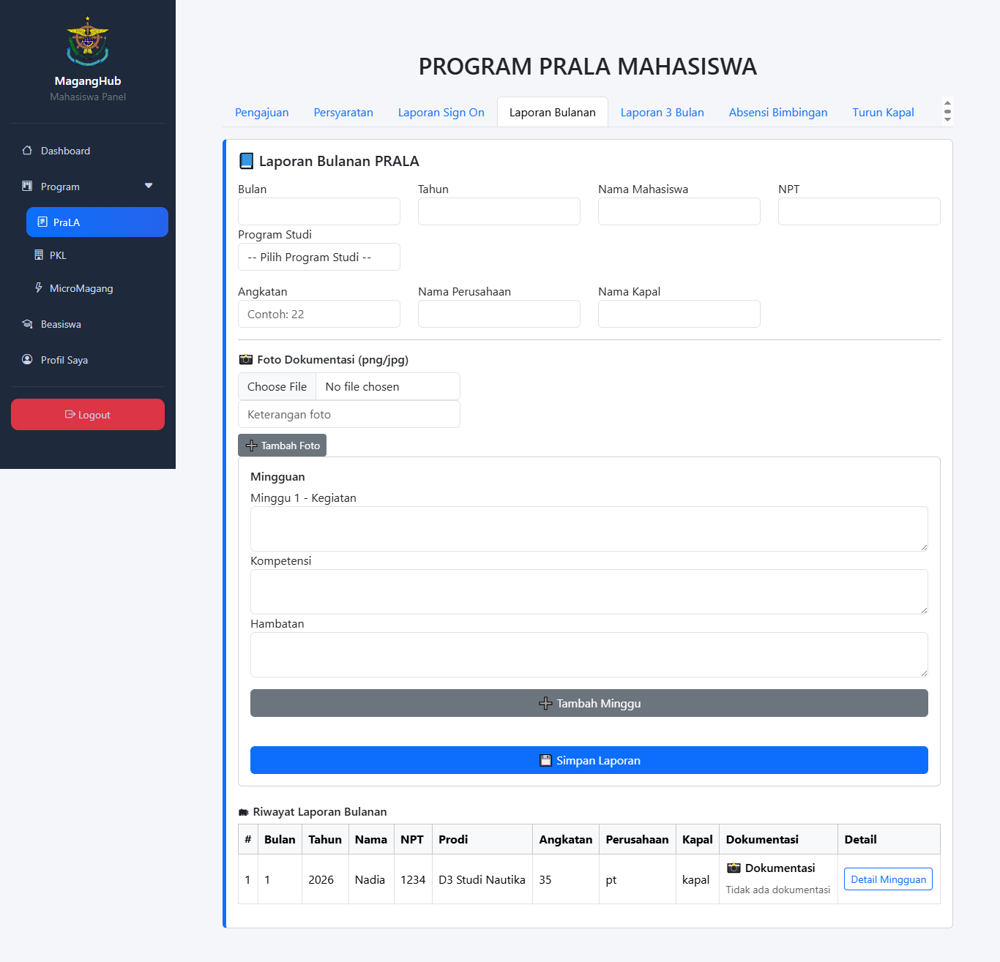 MagangHub
Mahasiswa Panel
Dashboard
Program
PraLA
PKL
MicroMagang
Beasiswa
Profil Saya
Logout
PROGRAM PRALA MAHASISWA
Pengajuan Persyaratan Laporan Sign On Laporan Bulanan Laporan 3 Bulan Absensi Bimbingan Turun Kapal
Laporan Bulanan PRALA
Bulan Tahun Nama Mahasiswa NPT
Program Studi
-- Pilih Program Studi --
Angkatan Nama Perusahaan Nama Kapal
Contoh: 22
Foto Dokumentasi (png/jpg)
Choose File No file chosen
Keterangan foto
Tambah Foto
Mingguan
Minggu 1 - Kegiatan
Kompetensi
Hambatan
Tambah Minggu
Simpan Laporan
Riwayat Laporan Bulanan
# Bulan Tahun Nama NPT Prodi Angkatan Perusahaan Kapal Dokumentasi Detail
1 1 2026 Nadia 1234 D3 Studi Nautika 35 pt kapal Dokumentasi Detail Mingguan
Tidak ada dokumentasi